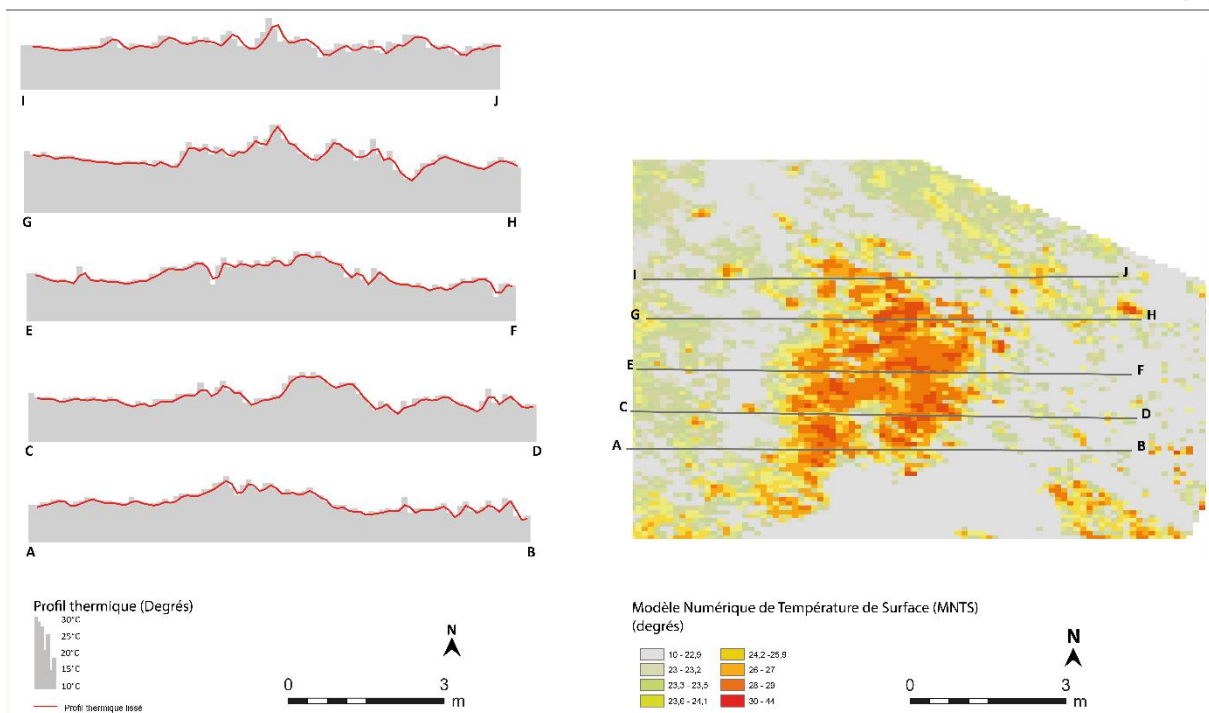 I J
G H
E F
C D
A B
Profil thermique (Degrés)
30°C
25°C
20°C
15°C
10°C
Profil thermique lissé
N
0 3
m
I J
G H
E F
C D
A B
Modèle Numérique de Température de Surface (MNTS)
(degrés)
10 - 22,9 24,2 -25,9
23 - 23,2 26 - 27
23,3 - 23,5 28 - 29
23,6 - 24,1 30 - 44
N
0 3
m